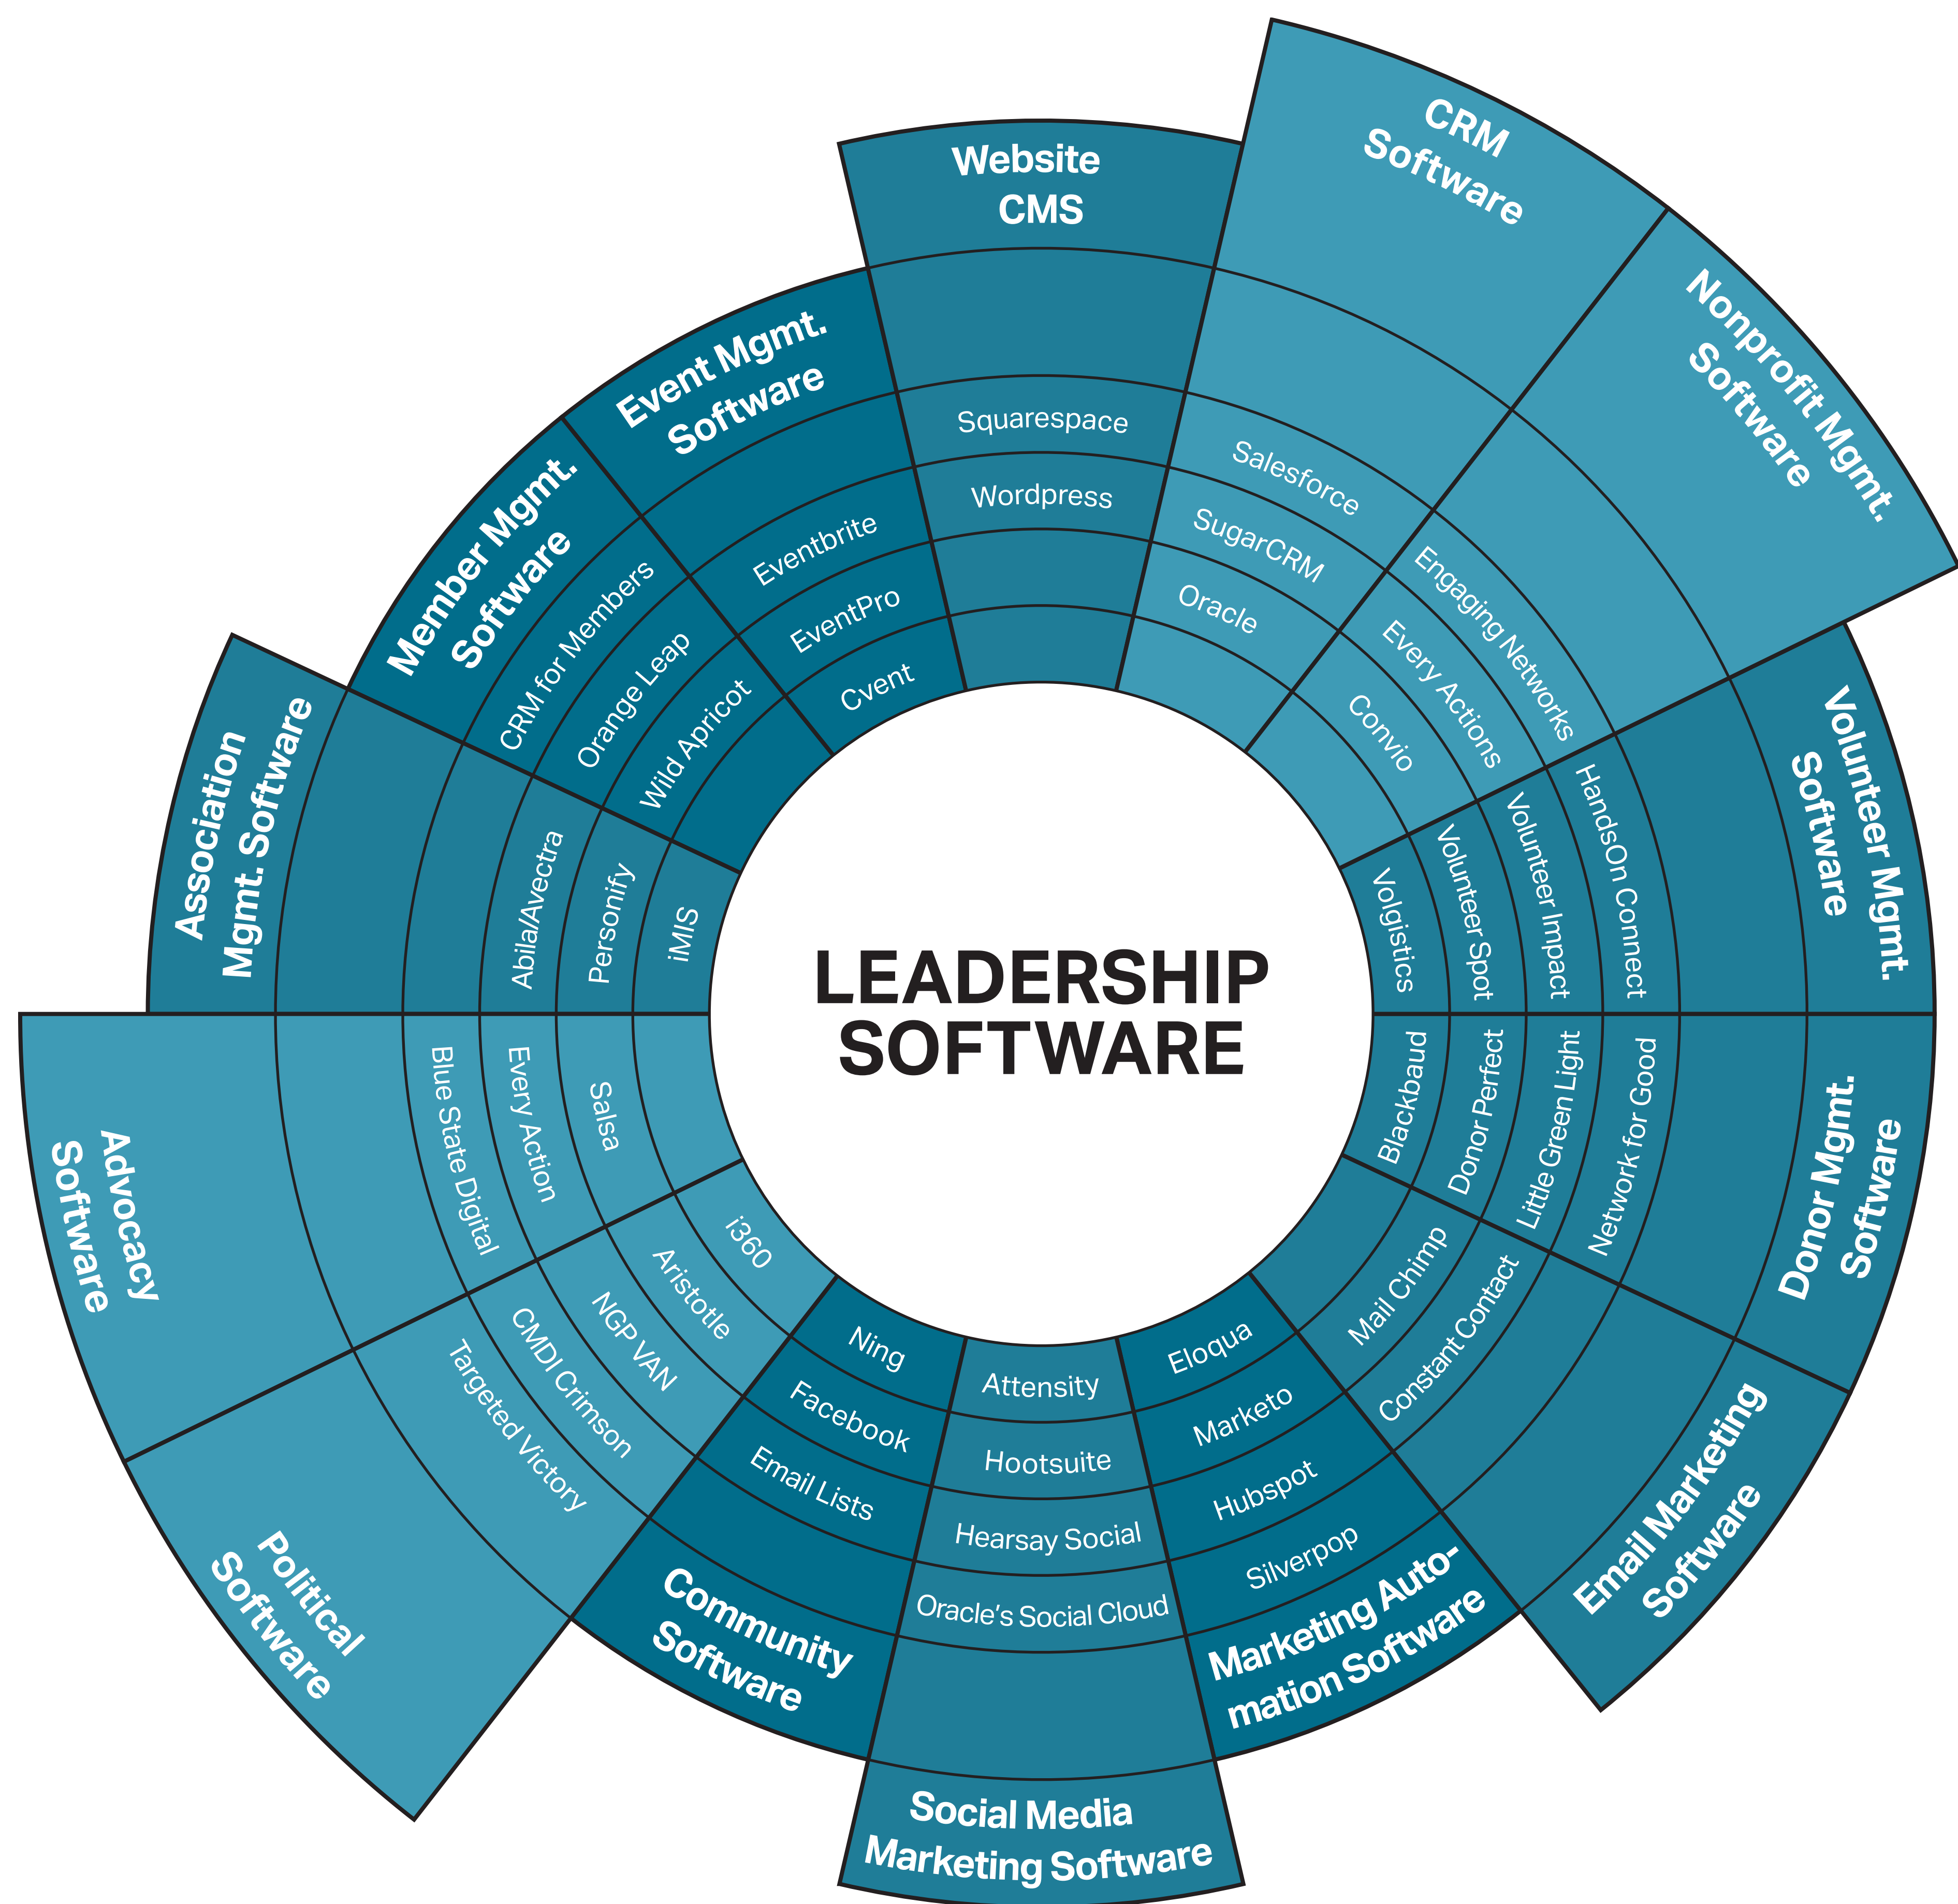 LEADERSHIP
SOFTWARE
Website
CMS
Squarespace
Wordpress
CRM
Software
Salesforce
SugarCRM
Oracle
Nonprofit Mgmt.
Software
Engaging Networks
Every Actions
Convio
Volunteer Mgmt.
Software
HandsOn Connect
Volunteer Impact
Volunteer Spot
Volgistics
Donor Mgmt.
Software
Blackbaud
Donor Perfect
Little Green Light
Network for Good
Email Marketing
Software
Mail Chimp
Constant Contact
Marketing Auto-
mation Software
Eloqua
Marketo
Hubspot
Silverpop
Social Media
Marketing Software
Attensity
Hootsuite
Hearsay Social
Oracle's Social Cloud
Community
Software
Ning
Facebook
Email Lists
Political
Software
i360
Aristotle
NGP VAN
CMDI Crimson
Targeted Victory
Advocacy
Software
Blue State Digital
Every Action
Salsa
Association
Mgmt. Software
Abila/Avectra
Personify
iMIS
Member Mgmt.
Software
CRM for Members
Orange Leap
Wild Apricot
Event Mgmt.
Software
Eventbrite
EventPro
Cvent